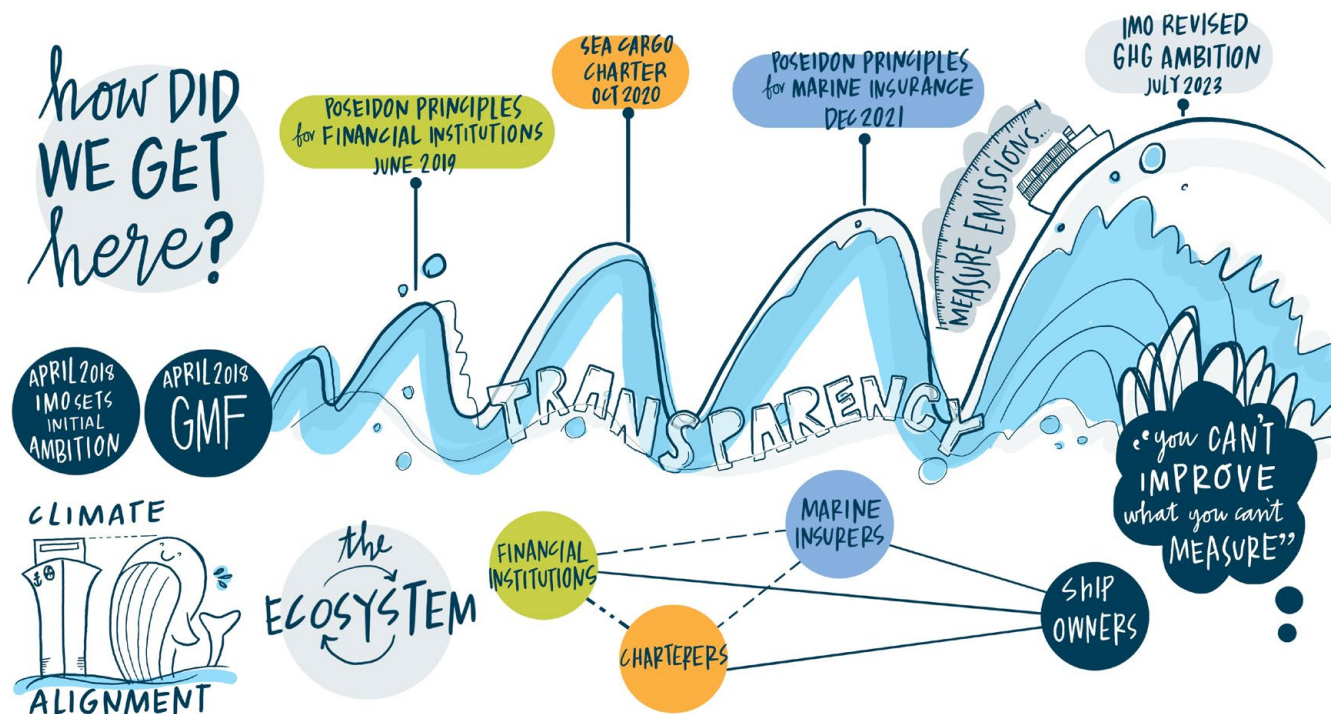 how DID
WE GET
here?
POSEIDON PRINCIPLES
for FINANCIAL INSTITUTIONS
JUNE 2019
SEA CARGO
CHARTER
OCT 2020
POSEIDON PRINCIPLES
for MARINE INSURANCE
DEC 2021
IMO REVISED
GHG AMBITION
JULY 2023
MEASURE EMISSIONS...
APRIL 2018
IMO SETS
INITIAL
AMBITION
APRIL 2018
GMF
TRANSPARENCY
"you CAN'T
IMPROVE
what you can't
MEASURE"
CLIMATE
ALIGNMENT
the
ECOSYSTEM
FINANCIAL
INSTITUTIONS
MARINE
INSURERS
CHARTERERS
SHIP
OWNERS